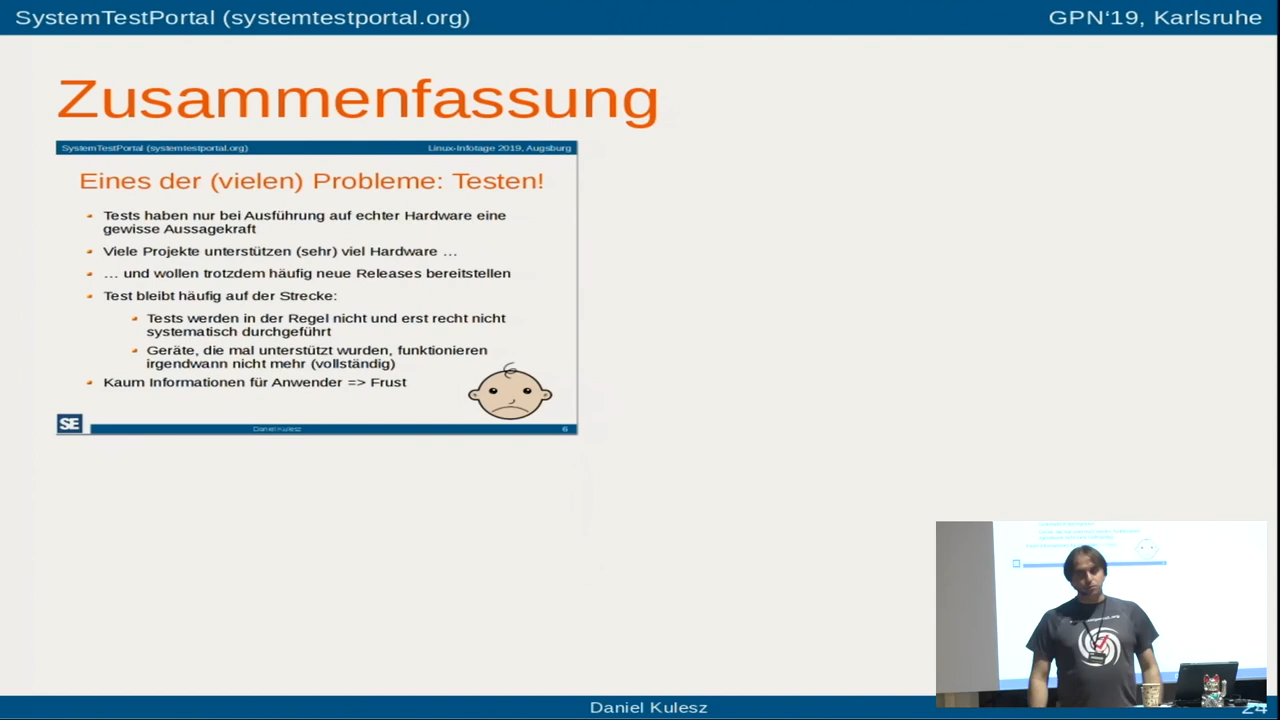 SystemTestPortal (systemtestportal.org)
GPN‘19, Karlsruhe
Zusammenfassung
SystemTestPortal (systemtestportal.org)
Linux-Infotage 2019, Augsburg
Eines der (vielen) Probleme: Testen!
Tests haben nur bei Ausführung auf echter Hardware eine
gewisse Aussagekraft
Viele Projekte unterstützen (sehr) viel Hardware …
… und wollen trotzdem häufig neue Releases bereitstellen
Test bleibt häufig auf der Strecke:
Tests werden in der Regel nicht und erst recht nicht
systematisch durchgeführt
Geräte, die mal unterstützt wurden, funktionieren
irgendwann nicht mehr (vollständig)
Kaum Informationen für Anwender => Frust
SE
Daniel Kulesz
6
Daniel Kulesz
24